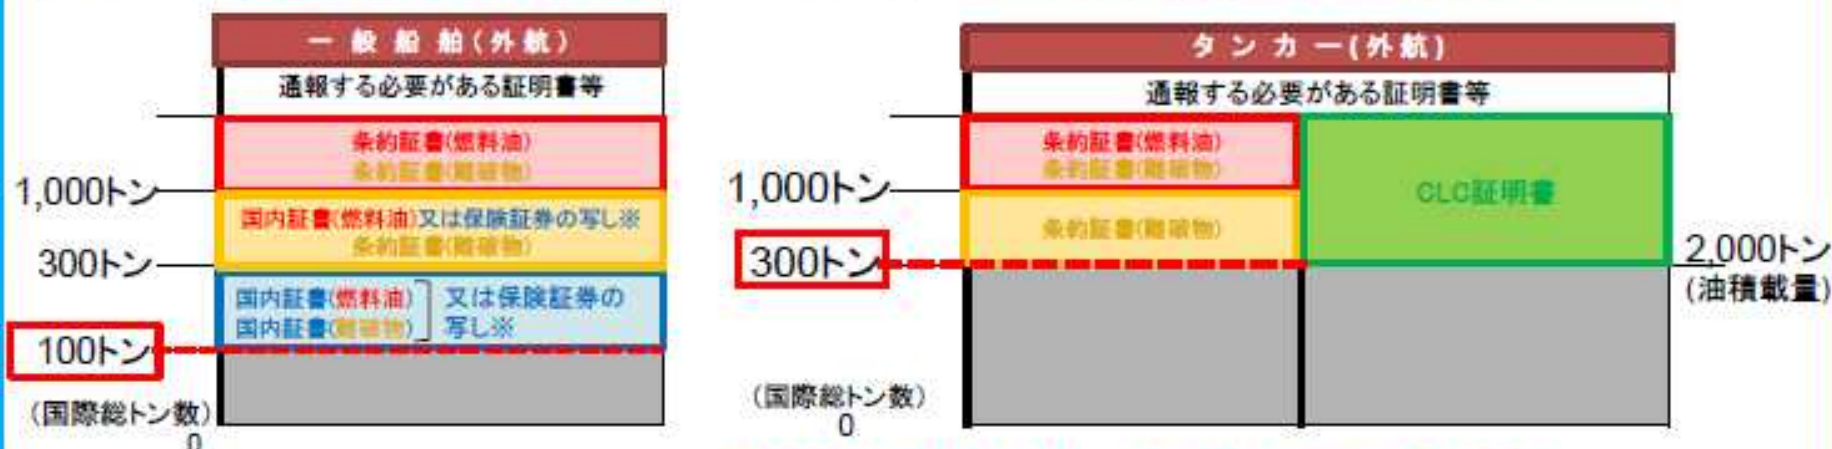 一般船舶(外航)
通報する必要がある証明書等
条約証書(燃料油)
条約証書(難破物)
1,000トン
国内証書(燃料油)又は保険証券の写し※
条約証書(難破物)
300トン
国内証書(燃料油)
国内証書(難破物)
又は保険証券の
写し※
100トン
(国際総トン数)
0
タンカー(外航)
通報する必要がある証明書等
条約証書(燃料油)
条約証書(難破物)
CLC証明書
1,000トン
条約証書(難破物)
300トン
2,000トン
(油積載量)
(国際総トン数)
0